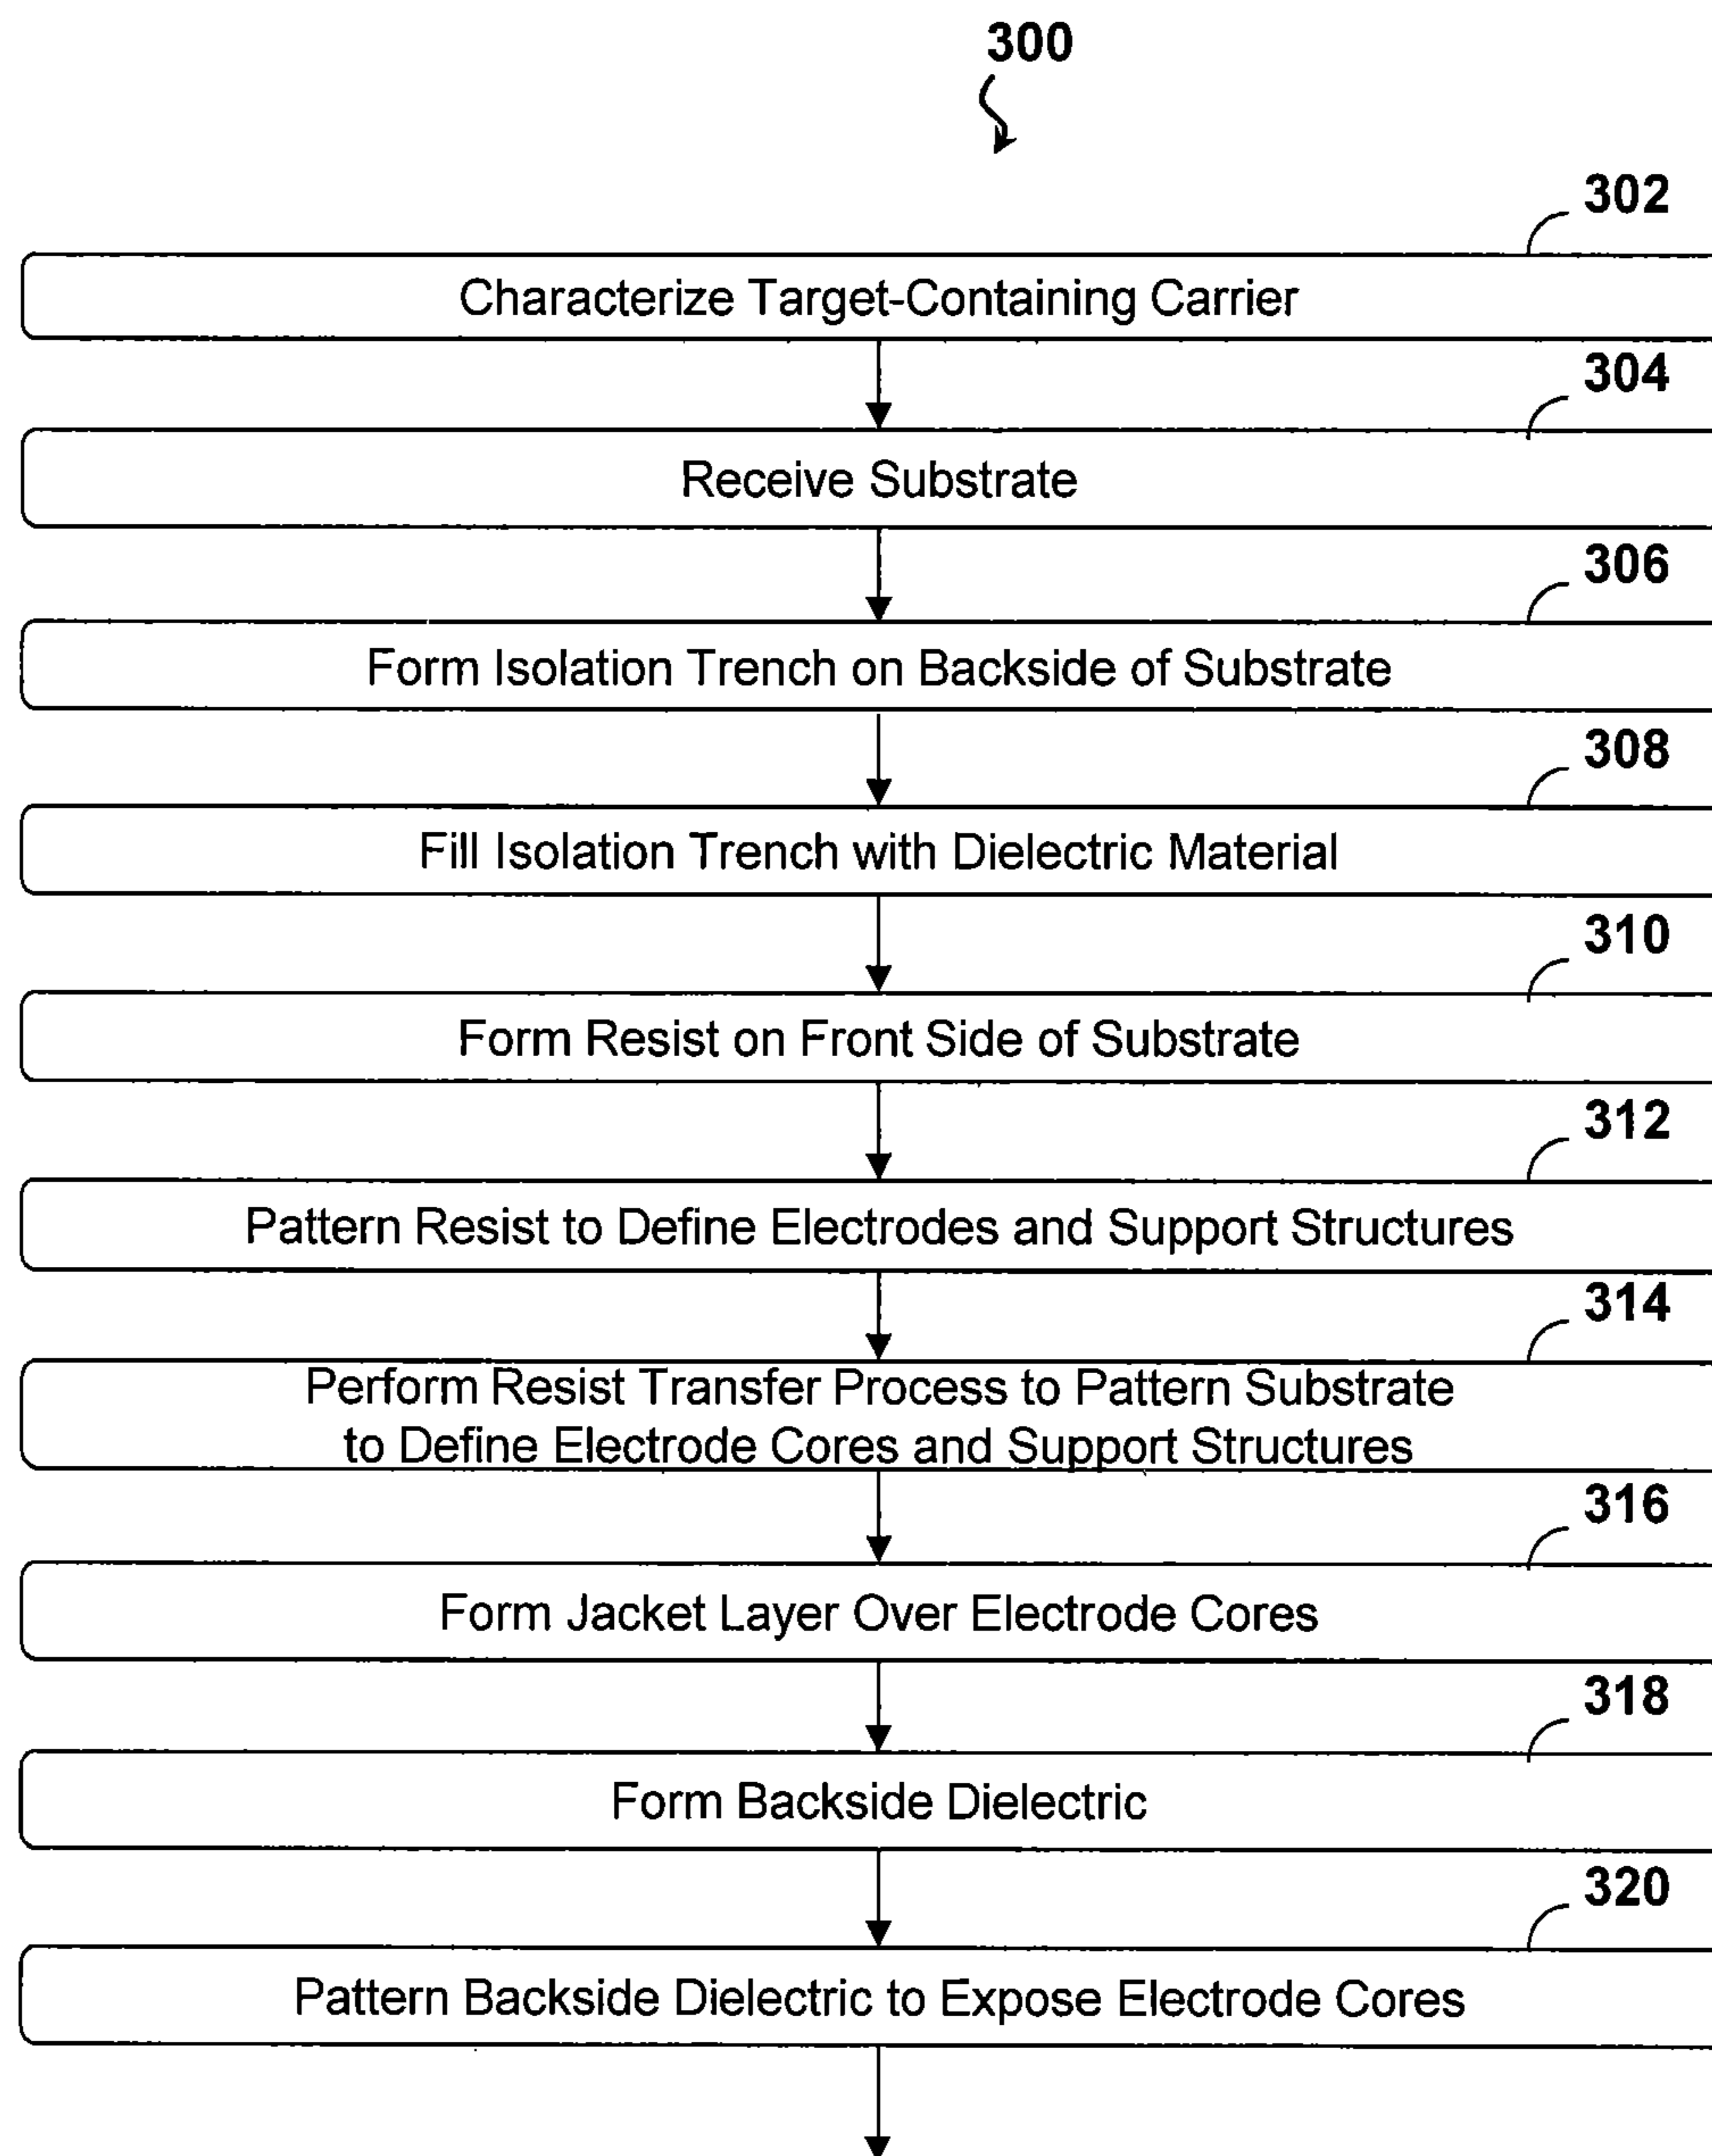 300
302
Characterize Target-Containing Carrier
304
Receive Substrate
306
Form Isolation Trench on Backside of Substrate
308
Fill Isolation Trench with Dielectric Material
310
Form Resist on Front Side of Substrate
312
Pattern Resist to Define Electrodes and Support Structures
314
Perform Resist Transfer Process to Pattern Substrate
to Define Electrode Cores and Support Structures
316
Form Jacket Layer Over Electrode Cores
318
Form Backside Dielectric
320
Pattern Backside Dielectric to Expose Electrode Cores